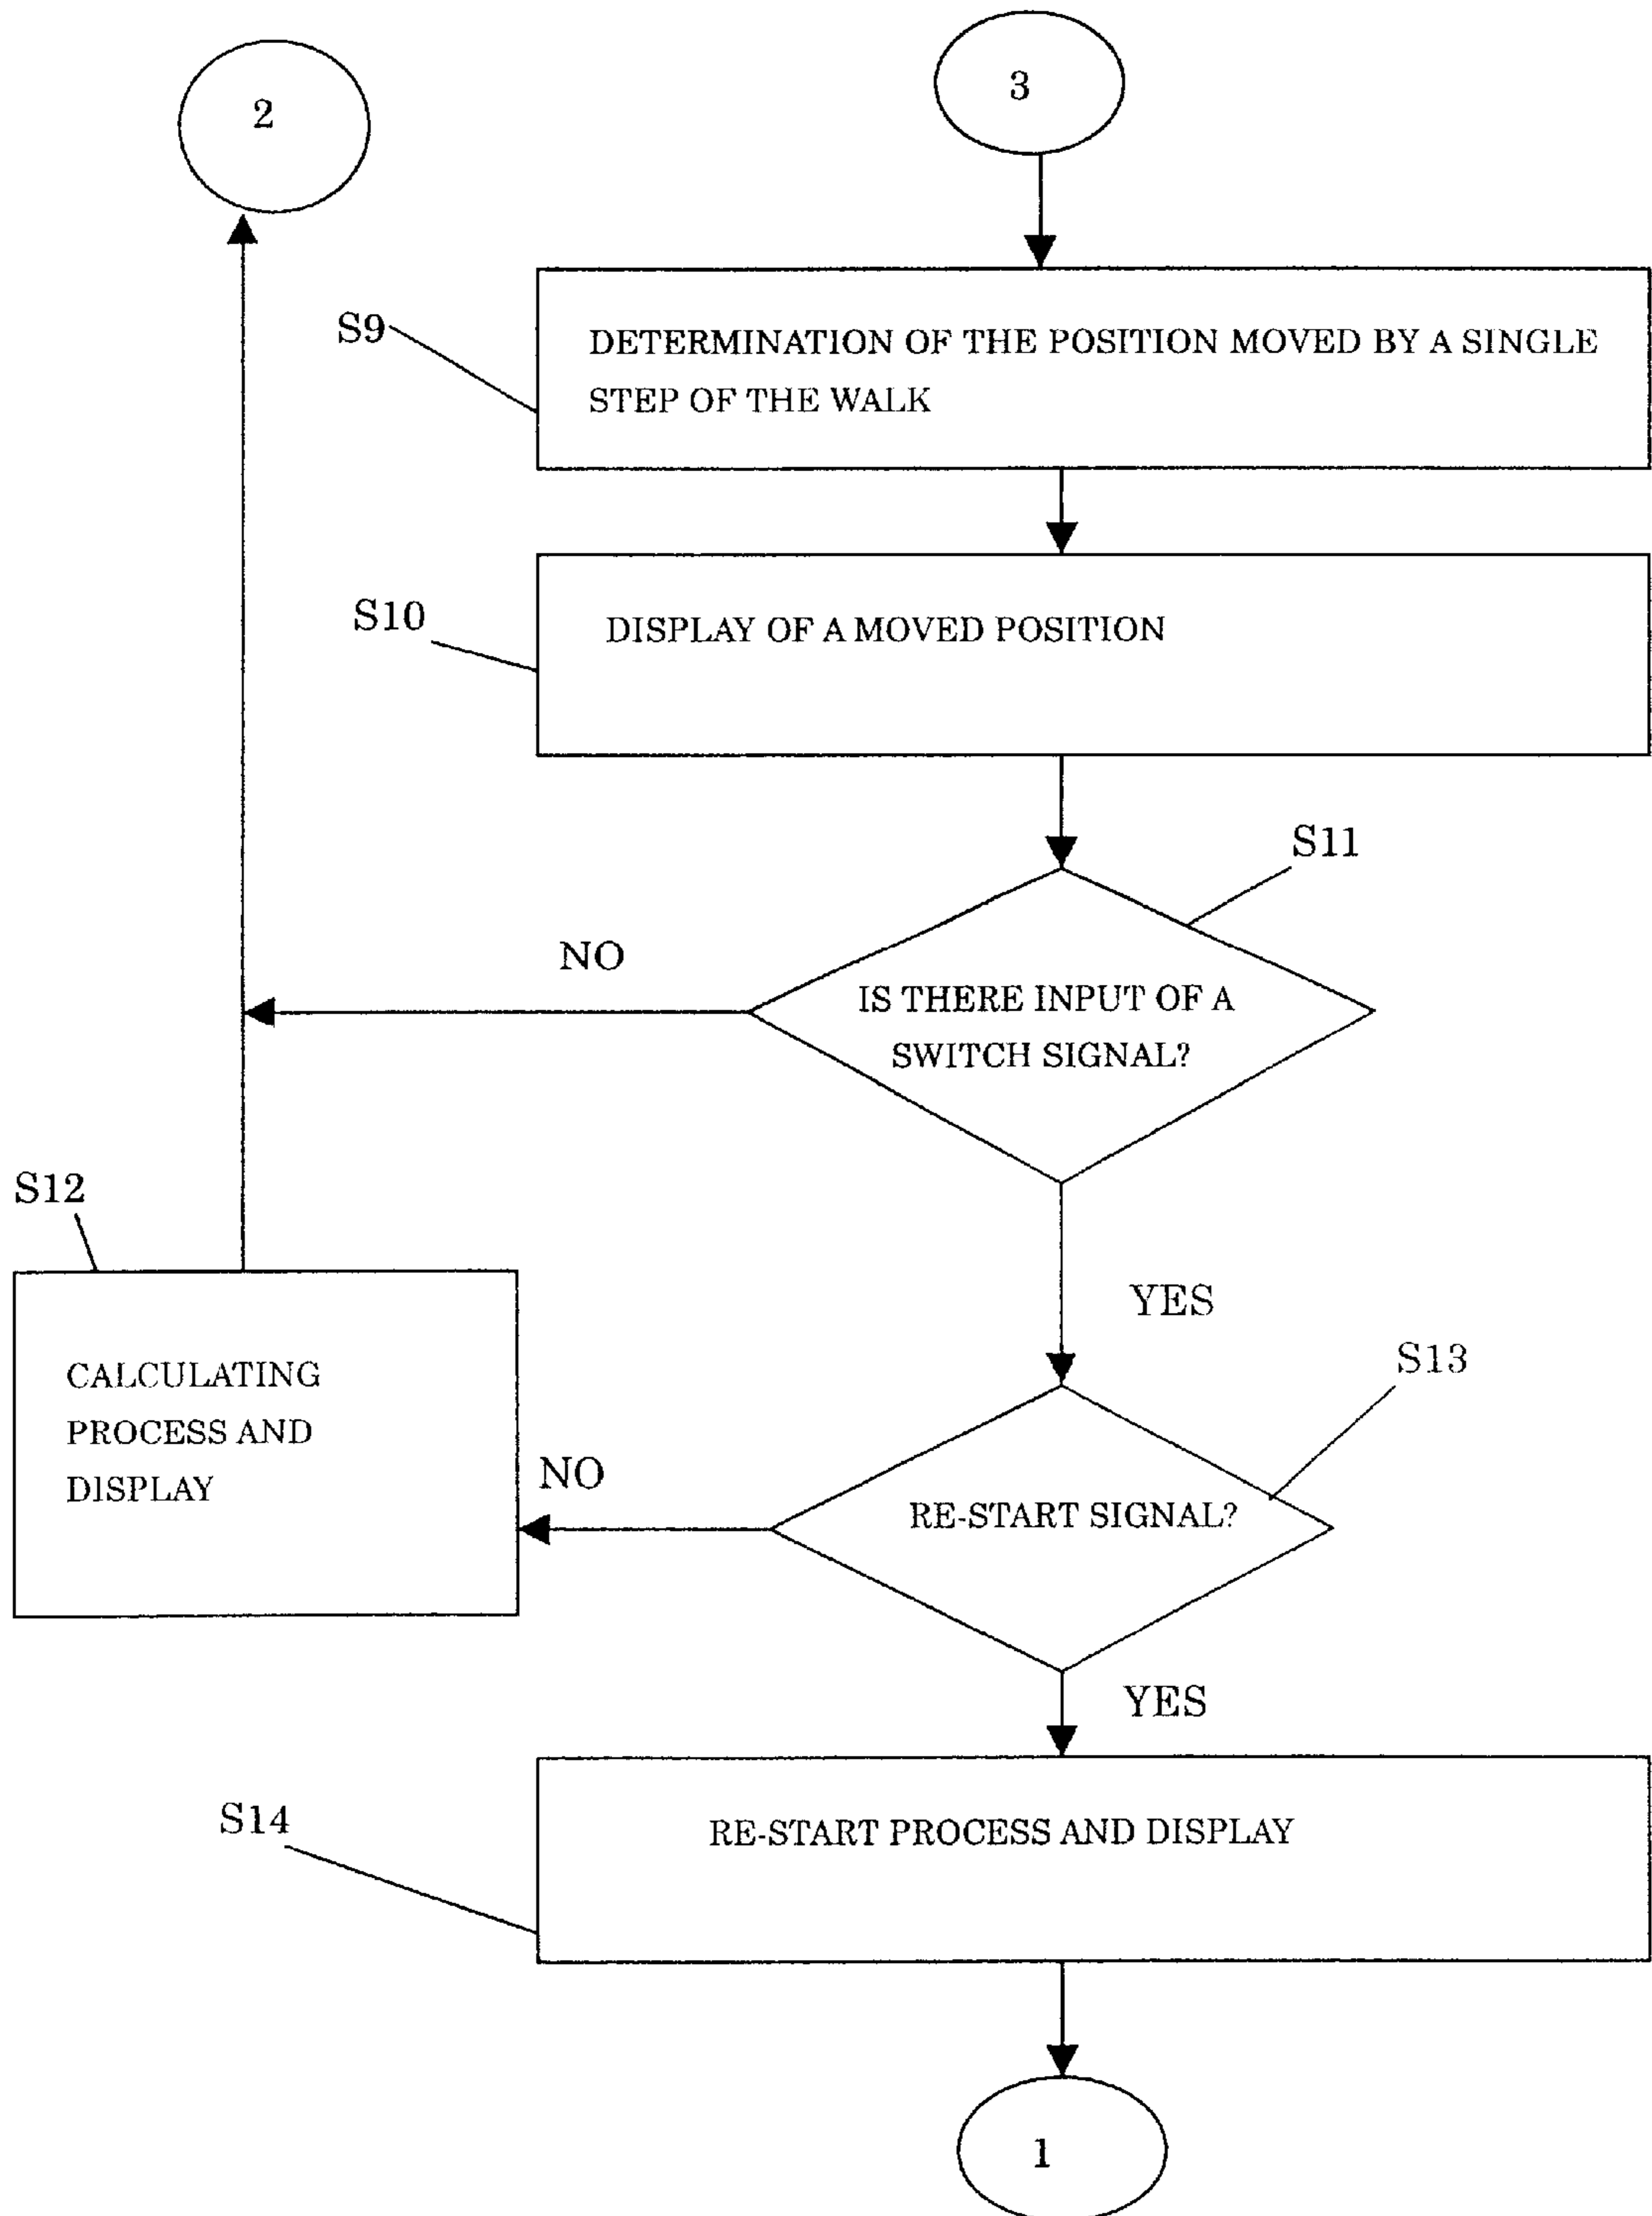 2
3
S9
DETERMINATION OF THE POSITION MOVED BY A SINGLE
STEP OF THE WALK
S10
DISPLAY OF A MOVED POSITION
S11
NO
IS THERE INPUT OF A
SWITCH SIGNAL?
S12
YES
S13
CALCULATING
PROCESS AND
DISPLAY
NO
RE-START SIGNAL?
YES
S14
RE-START PROCESS AND DISPLAY
1